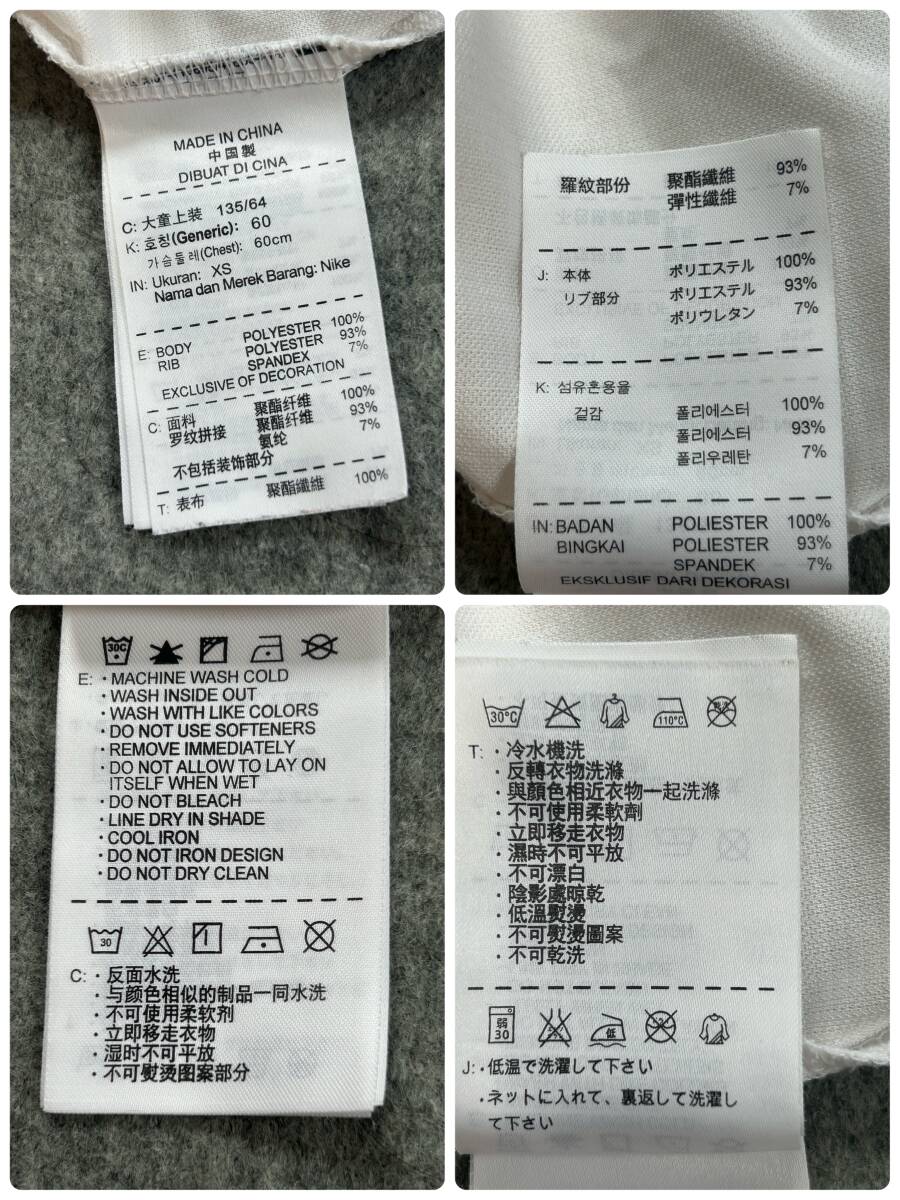 MADE IN CHINA
中国製
DIBUAT DI CINA
C: 大童上装 135/64
K: 호칭(Generic): 60
가슴둘레(Chest): 60cm
IN: Ukuran: XS
Nama dan Merek Barang: Nike
E: BODY POLYESTER 100%
RIB POLYESTER 93%
SPANDEX 7%
EXCLUSIVE OF DECORATION
C: 面料 聚酯纤维 100%
罗纹拼接 聚酯纤维 93%
氨纶 7%
不包括装饰部分
T: 表布 聚酯纖維 100%
羅紋部份 聚酯纖維 93%
彈性纖維 7%
J: 本体 ポリエステル 100%
リブ部分 ポリエステル 93%
ポリウレタン 7%
K: 섬유혼용율
겉감 폴리에스터 100%
폴리에스터 93%
폴리우레탄 7%
IN: BADAN POLIESTER 100%
BINGKAI POLIESTER 93%
SPANDEK 7%
EKSKLUSIF DARI DEKORASI
30C
E: · MACHINE WASH COLD
· WASH INSIDE OUT
· WASH WITH LIKE COLORS
· DO NOT USE SOFTENERS
· REMOVE IMMEDIATELY
· DO NOT ALLOW TO LAY ON
ITSELF WHEN WET
· DO NOT BLEACH
· LINE DRY IN SHADE
· COOL IRON
· DO NOT IRON DESIGN
· DO NOT DRY CLEAN
30
C: · 反面水洗
· 与颜色相似的制品一同水洗
· 不可使用柔软剂
· 立即移走衣物
· 湿时不可平放
· 不可熨烫图案部分
30°C 110°C
T: · 冷水機洗
· 反轉衣物洗滌
· 與顏色相近衣物一起洗滌
· 不可使用柔軟劑
· 立即移走衣物
· 濕時不可平放
· 不可漂白
· 陰影處晾乾
· 低溫熨燙
· 不可熨燙圖案
· 不可乾洗
弱 30 低
J: · 低温で洗濯して下さい
· ネットに入れて、裏返して洗濯し
て下さい